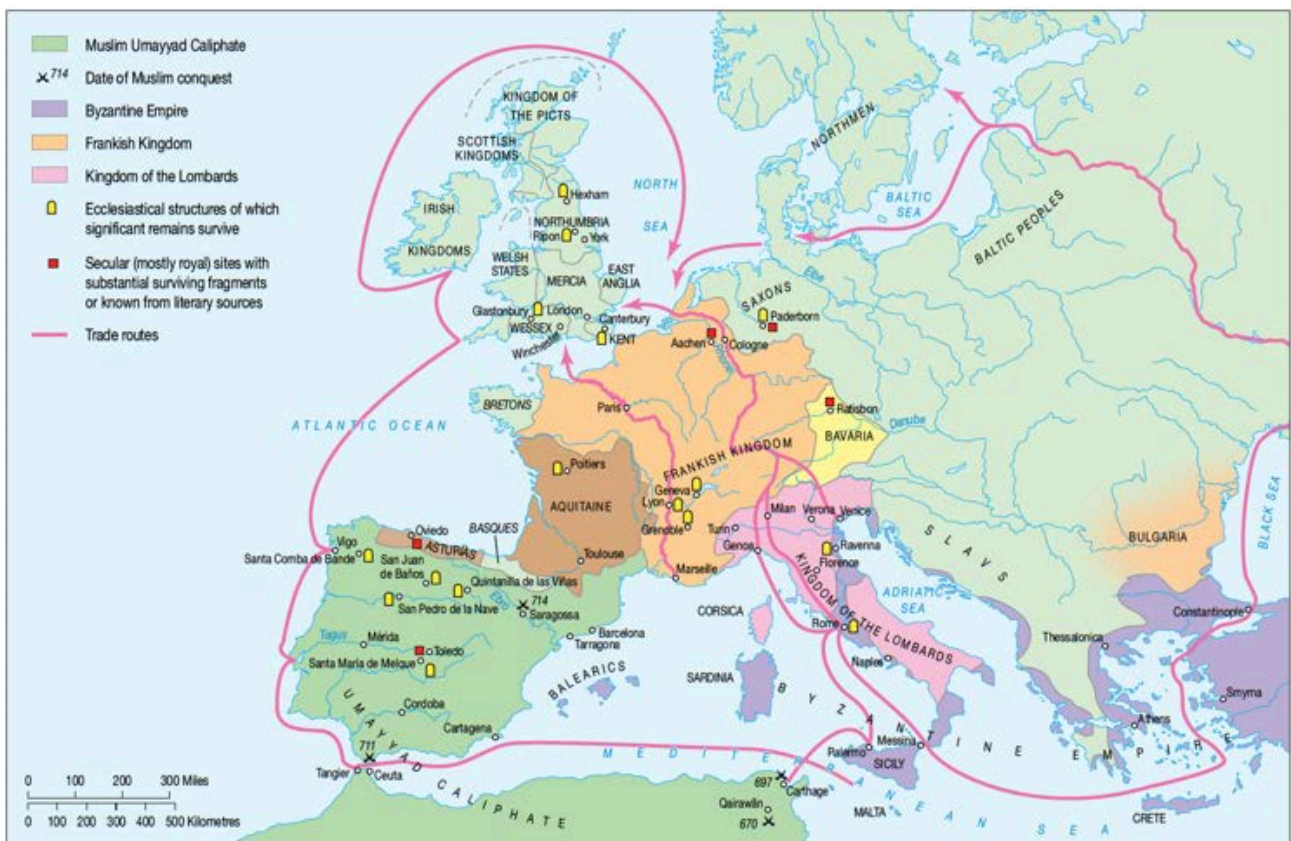 Muslim Umayyad Caliphate
714
Date of Muslim conquest
Byzantine Empire
Frankish Kingdom
Kingdom of the Lombards
Ecclesiastical structures of which
significant remains survive
Secular (mostly royal) sites with
substantial surviving fragments
or known from literary sources
Trade routes
KINGDOM OF
THE PICTS
SCOTTISH
KINGDOMS
IRISH
KINGDOMS
Hexham
NORTHUMBRIA
Ripon
York
WELSH
STATES
MERCIA
EAST
ANGLIA
Glastonbury
London
Canterbury
WESSEX
KENT
Winchester
NORTH
SEA
NORTHMEN
BALTIC
SEA
BALTIC PEOPLES
Elbe
SAXONS
Paderborn
Aachen
Cologne
Rhine
BRETONS
Paris
Ratisbon
Danube
BAVARIA
ATLANTIC OCEAN
FRANKISH KINGDOM
Poitiers
AQUITAINE
Geneva
Lyon
Grenoble
Toulouse
Marseille
Milan
Verona
Venice
Turin
Genoa
Ravenna
Florence
KINGDOM OF THE LOMBARDS
Rome
Naples
ADRIATIC
SEA
SLAVS
BULGARIA
BLACK SEA
Constantinople
Thessalonica
Smyrna
Athens
BASQUES
Oviedo
ASTURIAS
Vigo
Santa Comba de Bande
San Juan
de Baños
Quintanilla de las Viñas
San Pedro de la Nave
Ebro
714
Saragossa
Barcelona
Tarragona
Tagus
Mérida
Toledo
Santa María de Melque
Cordoba
Cartagena
BALEARICS
CORSICA
SARDINIA
BYZANTINE EMPIRE
Palermo
Messina
SICILY
MALTA
CRETE
MEDITERRANEAN SEA
UMAYYAD CALIPHATE
711
Tangier
Ceuta
697
Carthage
Qairawān
670
0 100 200 300 Miles
0 100 200 300 400 500 Kilometres